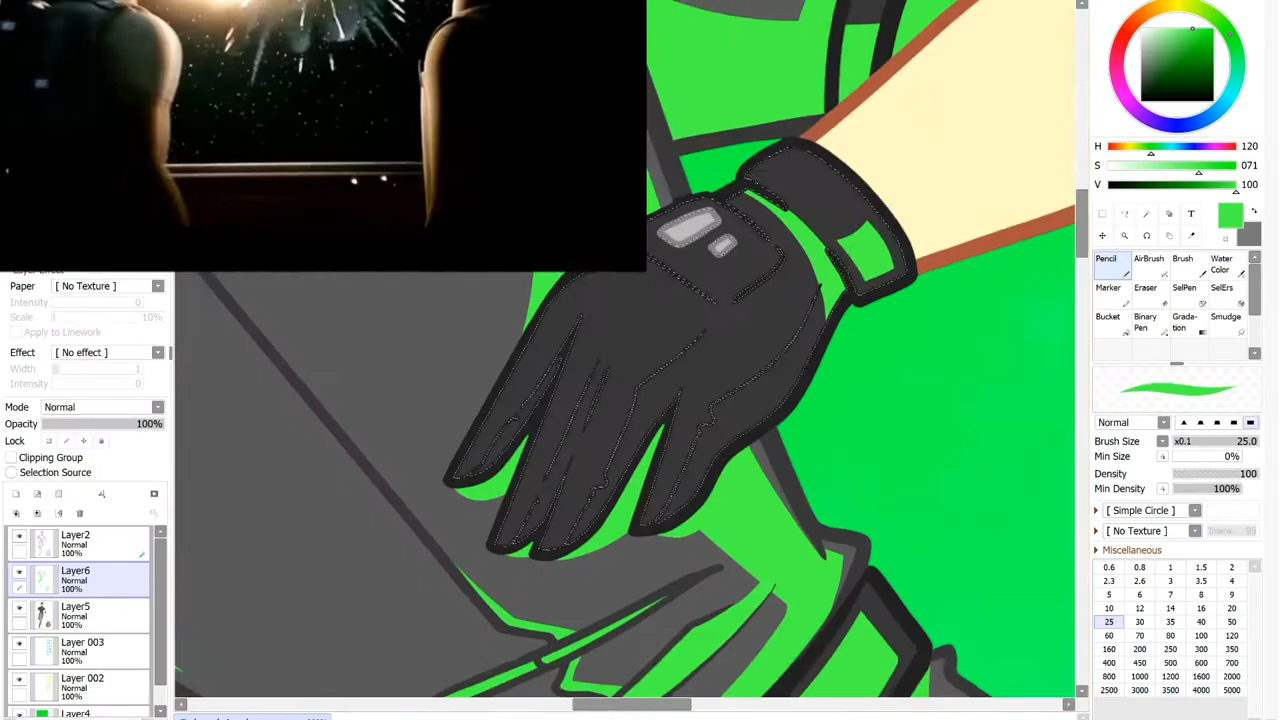 H 120
S 071
V 100
T
Paper [ No Texture ]
Intensity 0
Scale 10%
Apply to Linework
Effect [ No effect ]
Width 1
Intensity 0
Mode Normal
Opacity 100%
Lock
Clipping Group
Selection Source
Layer2
Normal
100%
Layer6
Normal
100%
Layer5
Normal
100%
Layer 003
Normal
100%
Layer 002
Normal
100%
Layer4
Pencil AirBrush Brush Water Color
Marker Eraser SelPen SelErs
Bucket Binary Pen Grada-tion Smudge
Normal
Brush Size x0.1 25.0
Min Size 0%
Density 100
Min Density 100%
[ Simple Circle ]
[ No Texture ] Intens.. 95
Miscellaneous
0.6 0.8 1 1.5 2
2.3 2.6 3 3.5 4
5 6 7 8 9
10 12 14 16 20
25 30 35 40 50
60 70 80 100 120
160 200 250 300 350
400 450 500 600 700
800 1000 1200 1600 2000
2500 3000 3500 4000 5000